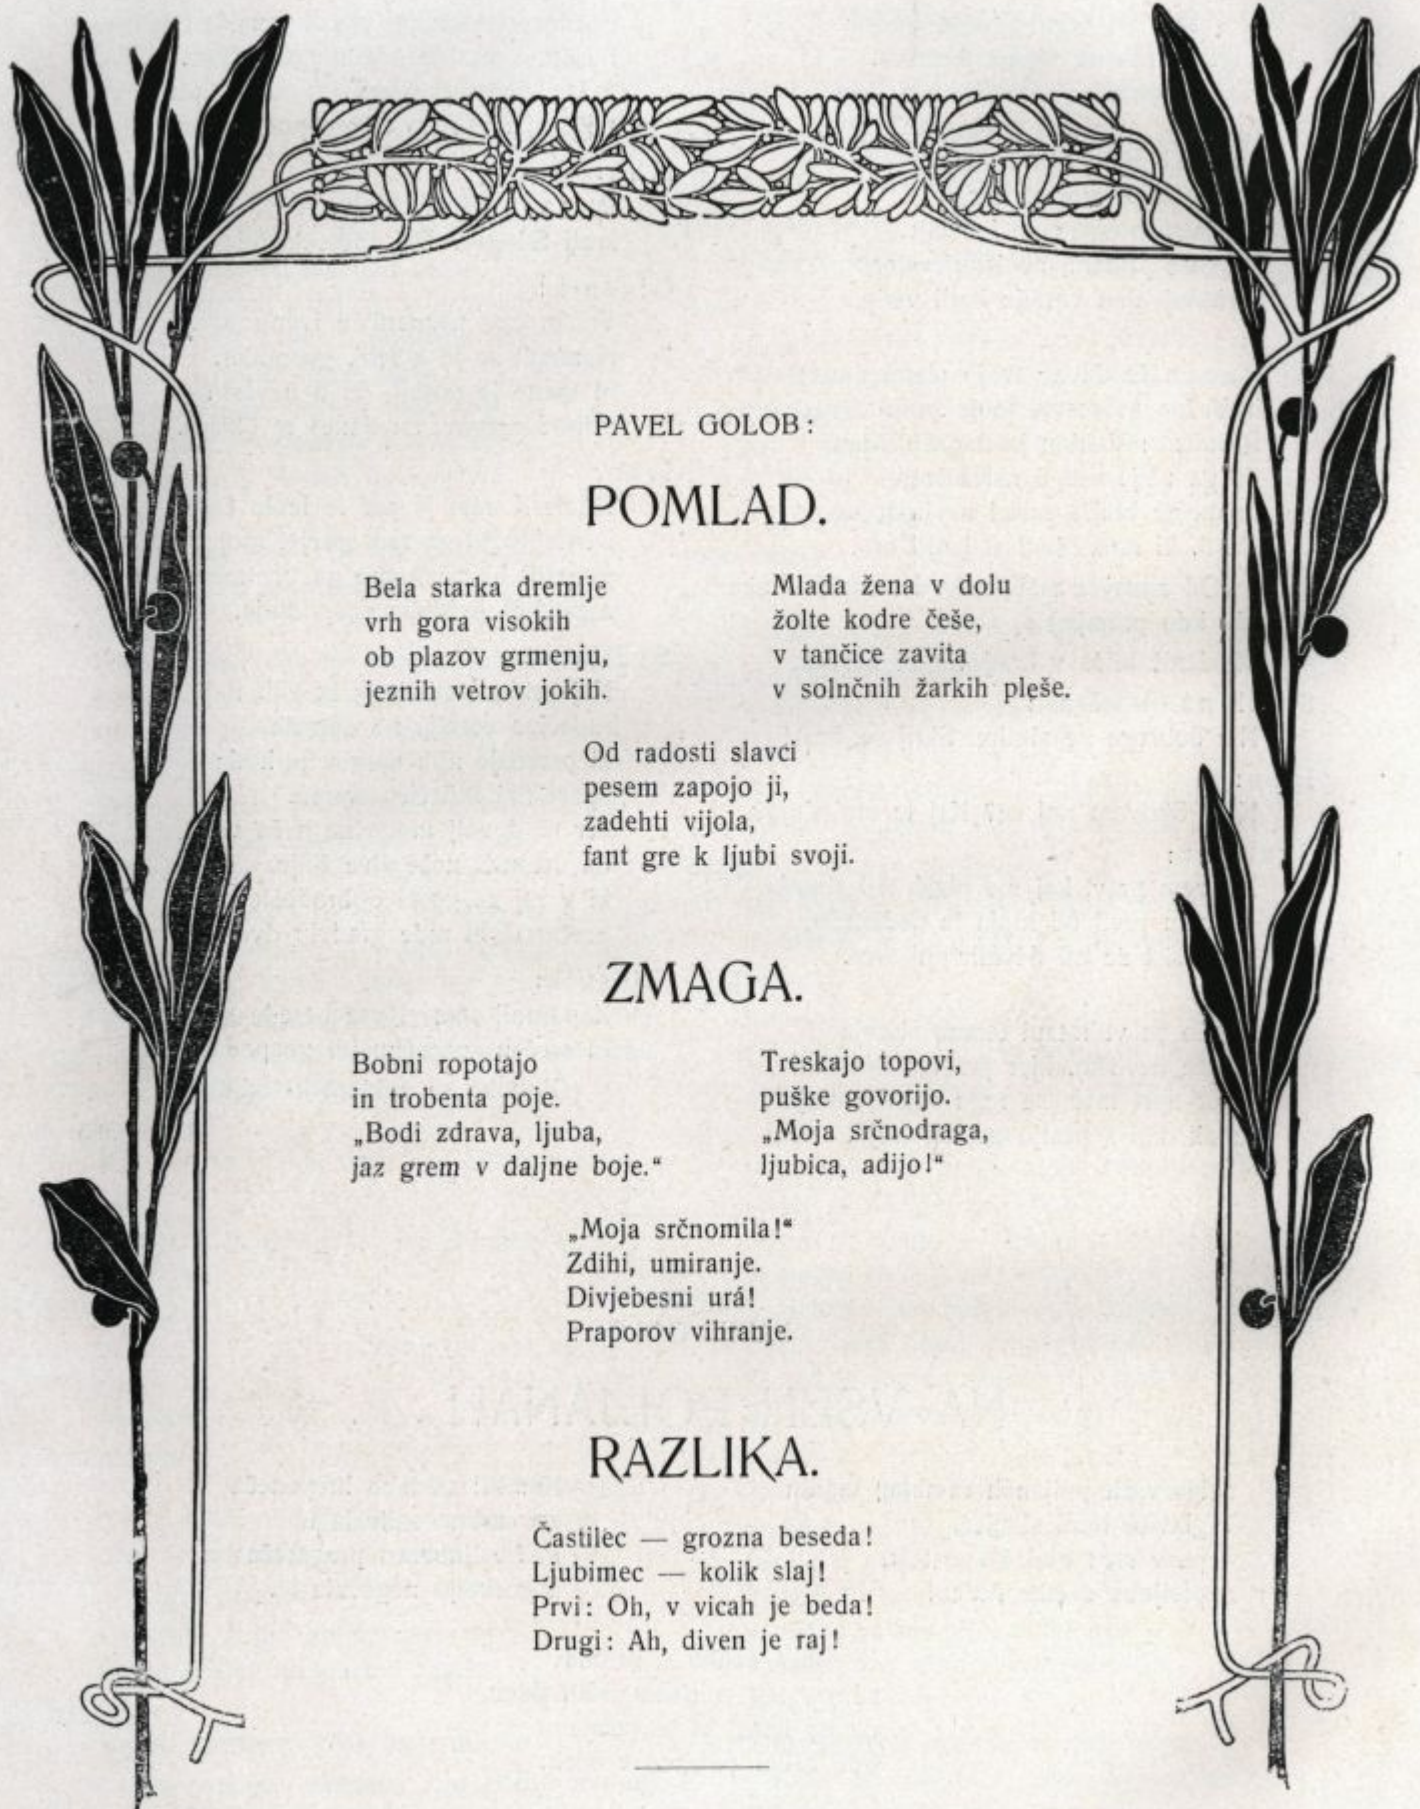 PAVEL GOLOB:
POMLAD.
Bela starka dremlje
vrh gora visokih
ob plazov grmenju,
jeznih vetrov jokih.
Mlada žena v dolu
žolte kodre češe,
v tančice zavita
v solnčnih žarkih pleše.
Od radosti slavci
pesem zapojo ji,
zadehti vijola,
fant gre k ljubi svoji.
ZMAGA.
Bobni ropotajo
in trobenta poje.
„Bodi zdrava, ljuba,
jaz grem v daljne boje.“
Treskajo topovi,
puške govorijo.
„Moja srčnodraga,
ljubica, adijo!“
„Moja srčnomila!“
Zdihi, umiranje.
Divjebesni urá!
Praporov vihranje.
RAZLIKA.
Častilec — grozna beseda!
Ljubimec — kolik slaj!
Prvi: Oh, v vicah je beda!
Drugi: Ah, diven je raj!